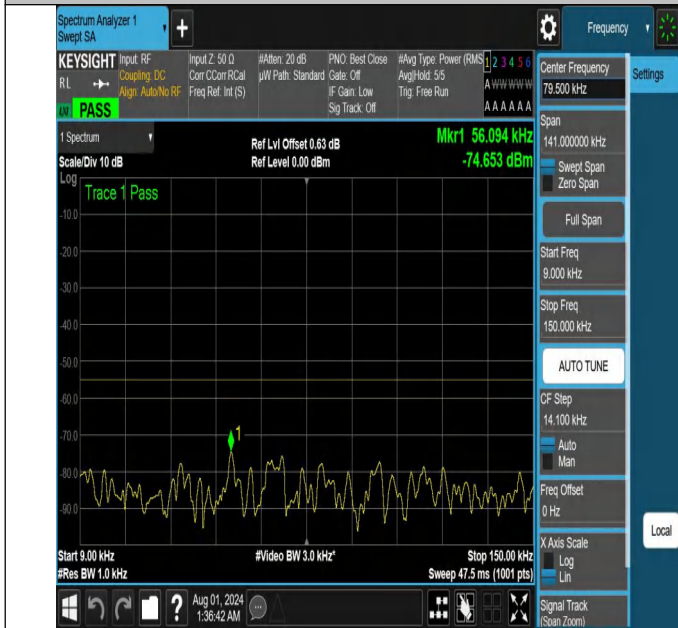 Spectrum Analyzer 1
Swept SA
Frequency
KEYSIGHT
RL
PASS
Input: RF
Coupling: DC
Align: Auto/No RF
Input Z: 50 Ω
Corr CCorr RCal
Freq Ref: Int (S)
#Atten: 20 dB
µW Path: Standard
PNO: Best Close
Gate: Off
IF Gain: Low
Sig Track: Off
#Avg Type: Power (RMS
Avg|Hold: 5/5
Trig: Free Run
1 2 3 4 5 6
A W W W W W
A A A A A A
1 Spectrum
Scale/Div 10 dB
Log
Ref Lvl Offset 0.63 dB
Ref Level 0.00 dBm
Mkr1 56.094 kHz
-74.653 dBm
Trace 1 Pass
-10.0
-20.0
-30.0
-40.0
-50.0
-60.0
-70.0
-80.0
-90.0
1
Start 9.00 kHz
#Res BW 1.0 kHz
#Video BW 3.0 kHz*
Stop 150.00 kHz
Sweep 47.5 ms (1001 pts)
Aug 01, 2024
1:36:42 AM
Center Frequency
79.500 kHz
Settings
Span
141.000000 kHz
Swept Span
Zero Span
Full Span
Start Freq
9.000 kHz
Stop Freq
150.000 kHz
AUTO TUNE
CF Step
14.100 kHz
Auto
Man
Freq Offset
0 Hz
X Axis Scale
Log
Lin
Local
Signal Track
(Span Zoom)